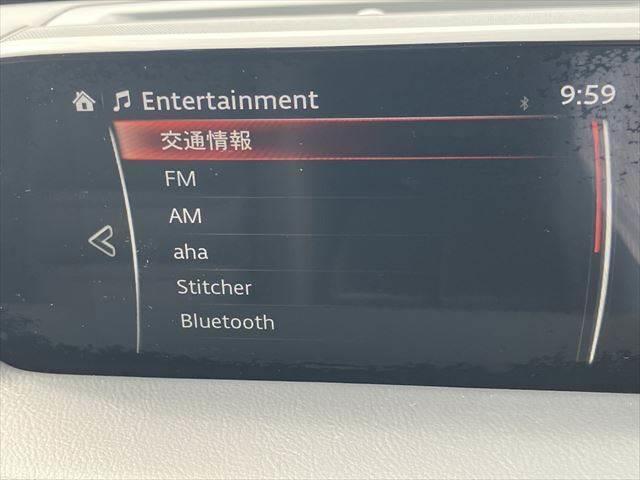 Entertainment 9:59
交通情報
FM
AM
aha
Stitcher
Bluetooth